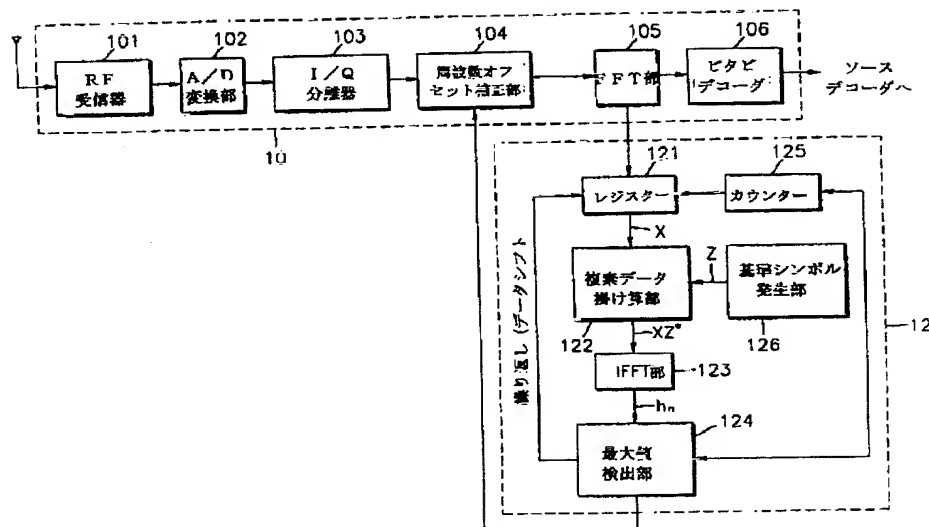 101
102
103
104
105
106
RF
受信器
A/D
変換部
I/Q
分離器
周波数オフ
セット補正部
FFT部
ビタビ
デコーダ
ソース
デコーダへ
10
121
125
レジスター
カウンター
X
Z
複素データ
掛け算部
基準シンボル
発生部
122
126
12
XZ*
IFFT部
123
hn
124
最大値
検出部
繰り返し(データシフト)